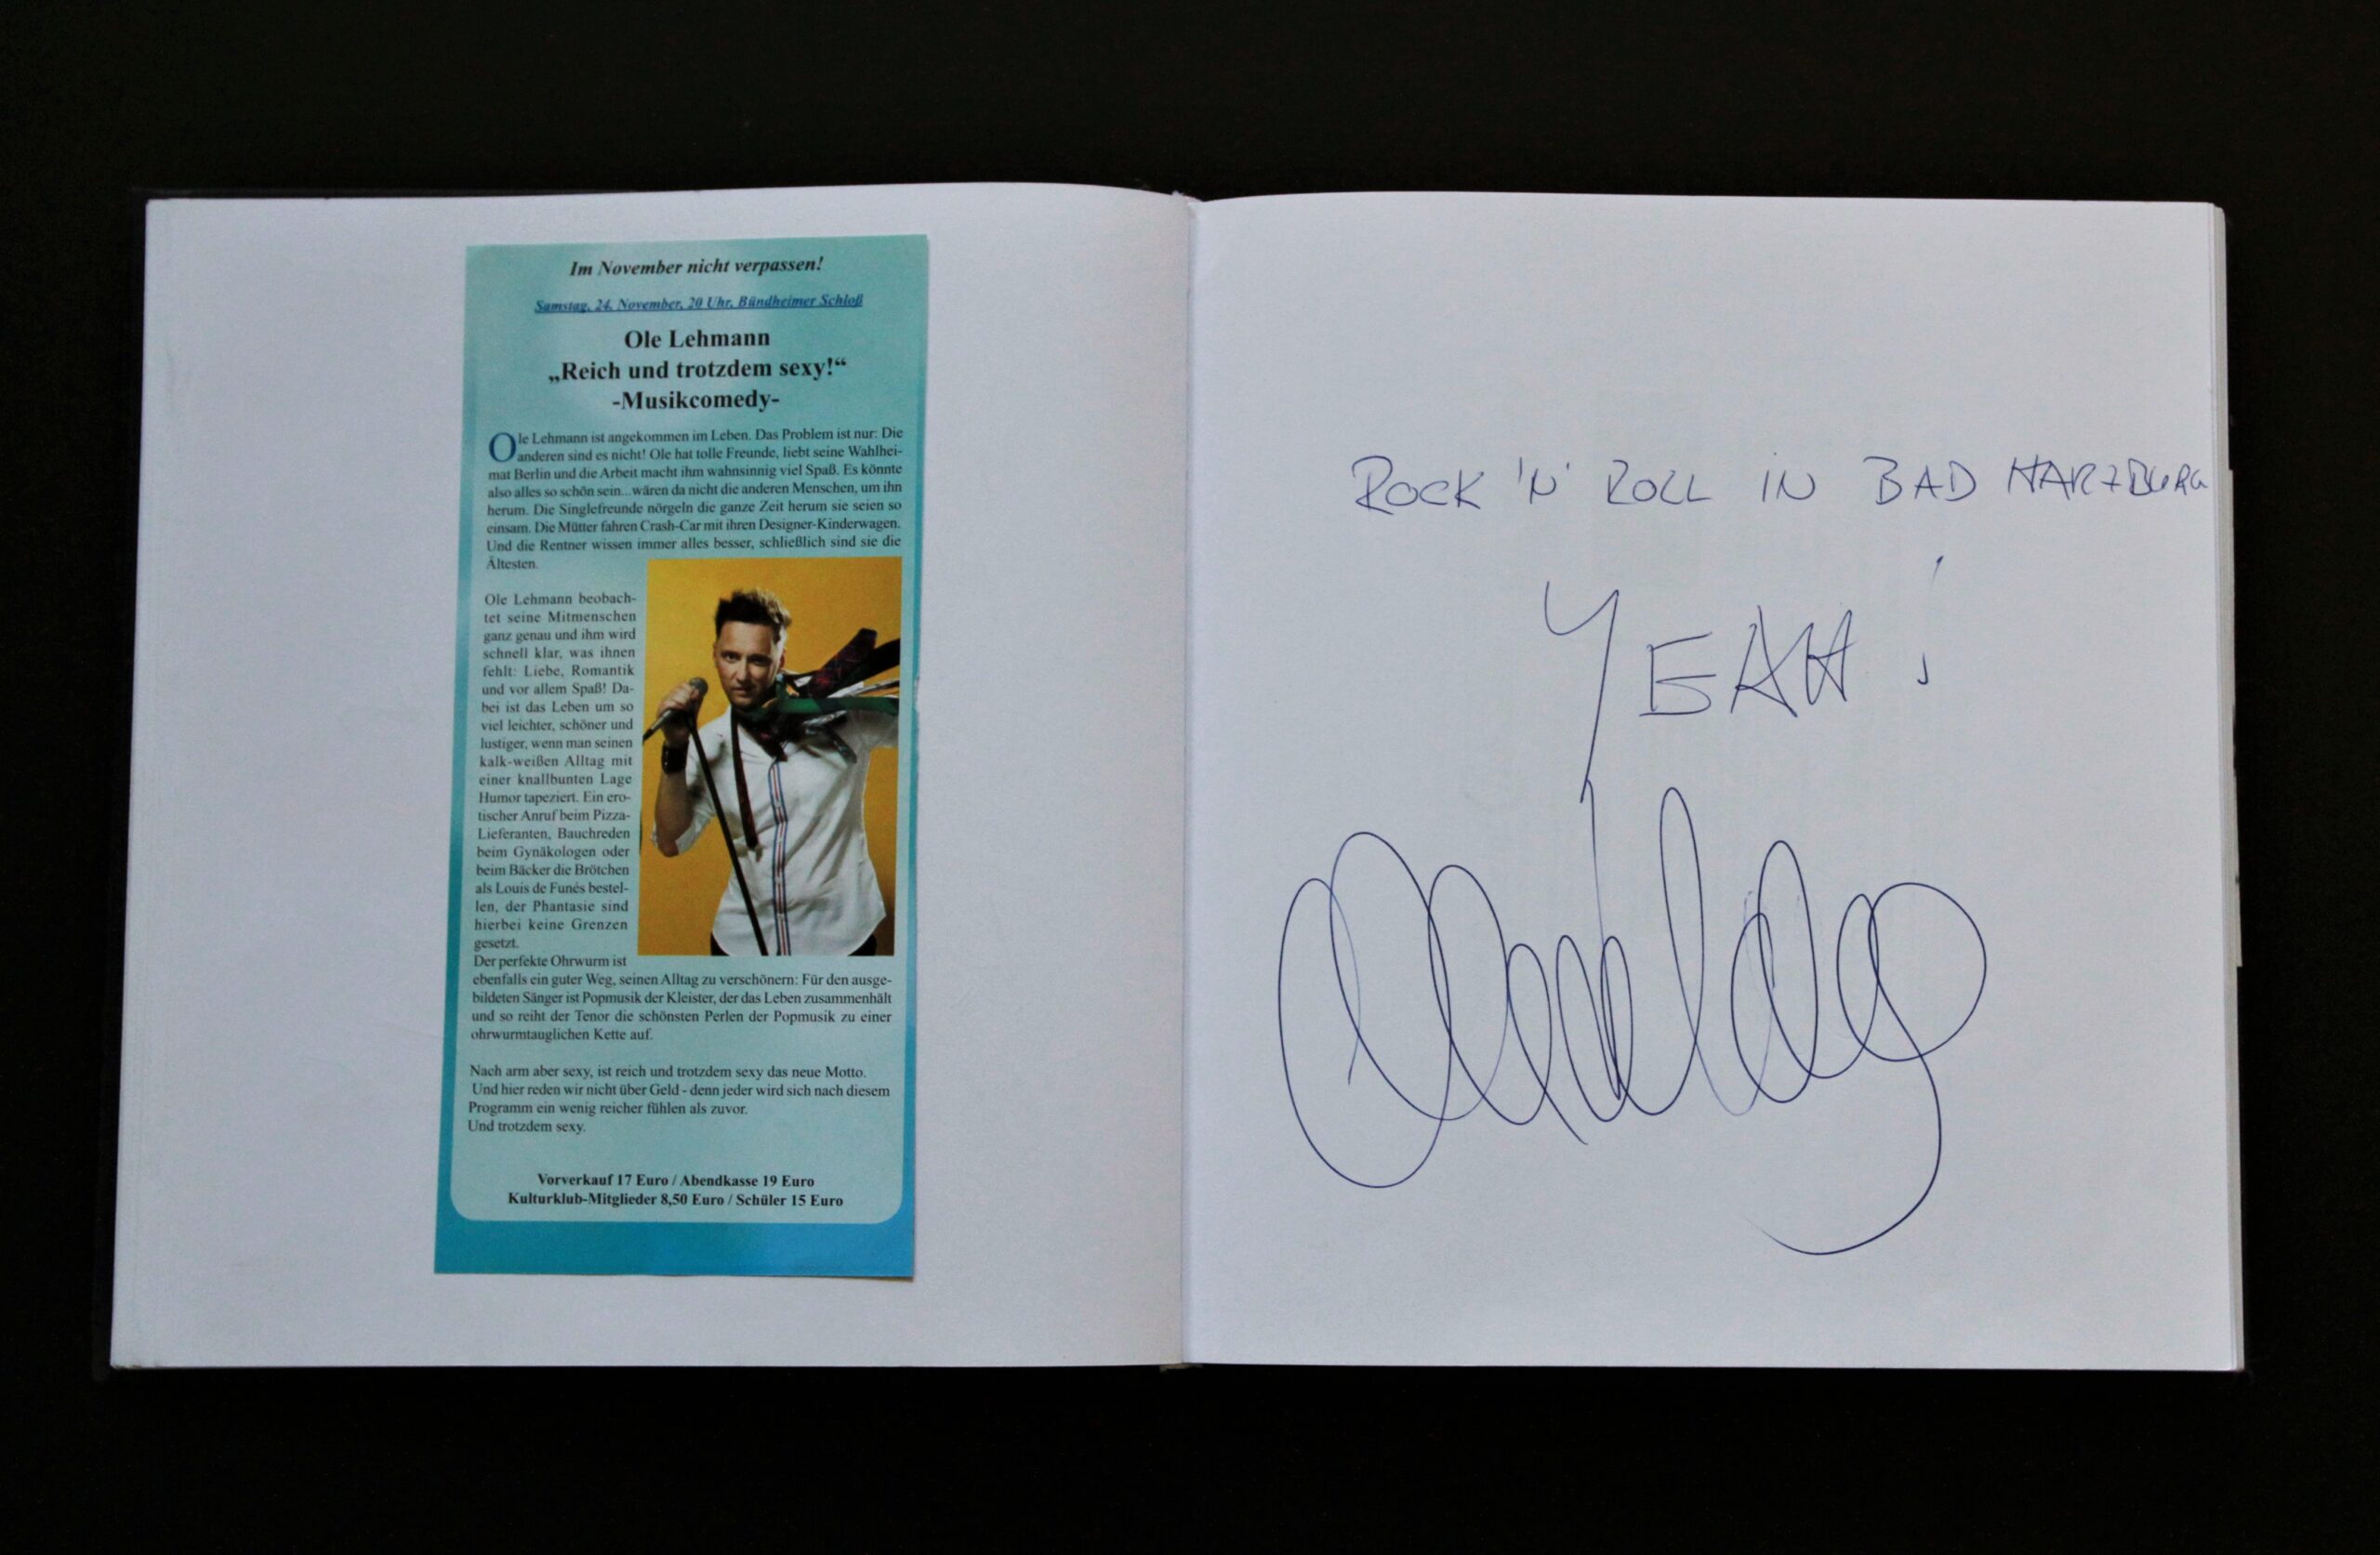 Im November nicht verpassen!
Samstag, 24. November, 20 Uhr, Bündheimer Schloß
Ole Lehmann
„Reich und trotzdem sexy!“
-Musikcomedy-
Ole Lehmann ist angekommen im Leben. Das Problem ist nur: Die
anderen sind es nicht! Ole hat tolle Freunde, liebt seine Wahlhei-
mat Berlin und die Arbeit macht ihm wahnsinnig viel Spaß. Es könnte
also alles so schön sein...wären da nicht die anderen Menschen, um ihn
herum. Die Singlefreunde nörgeln die ganze Zeit herum sie seien so
einsam. Die Mütter fahren Crash-Car mit ihren Designer-Kinderwagen.
Und die Rentner wissen immer alles besser, schließlich sind sie die
Ältesten.
Ole Lehmann beobach-
tet seine Mitmenschen
ganz genau und ihm wird
schnell klar, was ihnen
fehlt: Liebe, Romantik
und vor allem Spaß! Da-
bei ist das Leben um so
viel leichter, schöner und
lustiger, wenn man seinen
kalk-weißen Alltag mit
einer knallbunten Lage
Humor tapeziert. Ein ero-
tischer Anruf beim Pizza-
Lieferanten, Bauchreden
beim Gynäkologen oder
beim Bäcker die Brötchen
als Louis de Funés bestel-
len, der Phantasie sind
hierbei keine Grenzen
gesetzt.
Der perfekte Ohrwurm ist
ebenfalls ein guter Weg, seinen Alltag zu verschönern: Für den ausge-
bildeten Sänger ist Popmusik der Kleister, der das Leben zusammenhält
und so reiht der Tenor die schönsten Perlen der Popmusik zu einer
ohrwurmtauglichen Kette auf.
Nach arm aber sexy, ist reich und trotzdem sexy das neue Motto.
Und hier reden wir nicht über Geld - denn jeder wird sich nach diesem
Programm ein wenig reicher fühlen als zuvor.
Und trotzdem sexy.
Vorverkauf 17 Euro / Abendkasse 19 Euro
Kulturklub-Mitglieder 8,50 Euro / Schüler 15 Euro
ROCK 'N' ROLL IN BAD HARZBURG
YEAH!